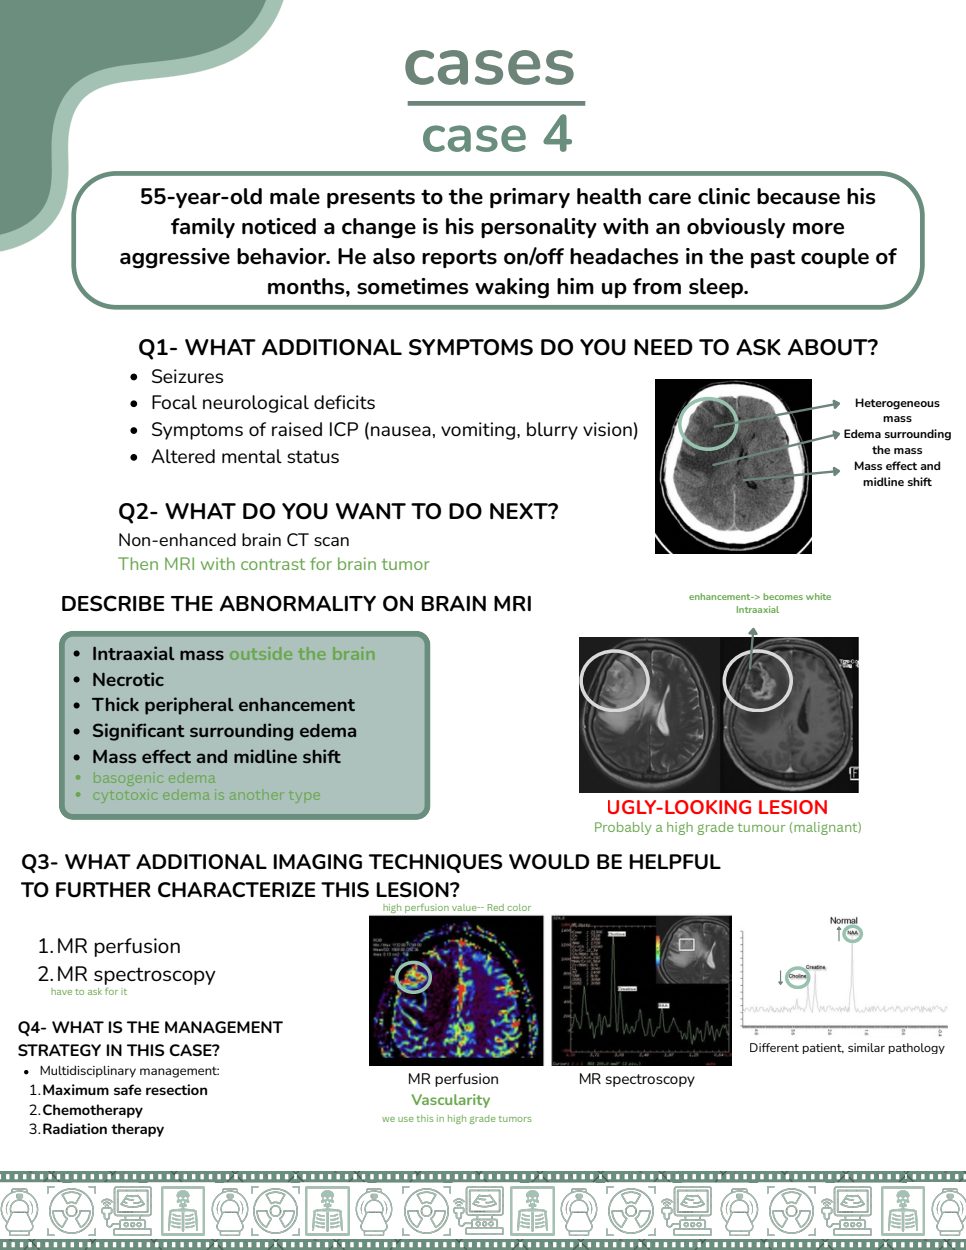 cases
case 4
55-year-old male presents to the primary health care clinic because his
family noticed a change is his personality with an obviously more
aggressive behavior. He also reports on/off headaches in the past couple of
months, sometimes waking him up from sleep.
Q1- WHAT ADDITIONAL SYMPTOMS DO YOU NEED TO ASK ABOUT?
• Seizures
• Focal neurological deficits
• Symptoms of raised ICP (nausea, vomiting, blurry vision)
• Altered mental status
Heterogeneous
mass
Edema surrounding
the mass
Mass effect and
midline shift
Q2- WHAT DO YOU WANT TO DO NEXT?
Non-enhanced brain CT scan
Then MRI with contrast for brain tumor
DESCRIBE THE ABNORMALITY ON BRAIN MRI
• Intraaxial mass outside the brain
• Necrotic
• Thick peripheral enhancement
• Significant surrounding edema
• Mass effect and midline shift
• basogenic edema
• cytotoxic edema is another type
enhancement-> becomes white
Intraaxial
UGLY-LOOKING LESION
Probably a high grade tumour (malignant)
Q3- WHAT ADDITIONAL IMAGING TECHNIQUES WOULD BE HELPFUL
TO FURTHER CHARACTERIZE THIS LESION?
1. MR perfusion
2. MR spectroscopy
have to ask for it
high perfusion value-- Red color
MR perfusion
Vascularity
we use this in high grade tumors
Choline
Creatine
NAA
MR spectroscopy
Normal
NAA
Creatine
Choline
Different patient, similar pathology
Q4- WHAT IS THE MANAGEMENT
STRATEGY IN THIS CASE?
• Multidisciplinary management:
1. Maximum safe resection
2. Chemotherapy
3. Radiation therapy